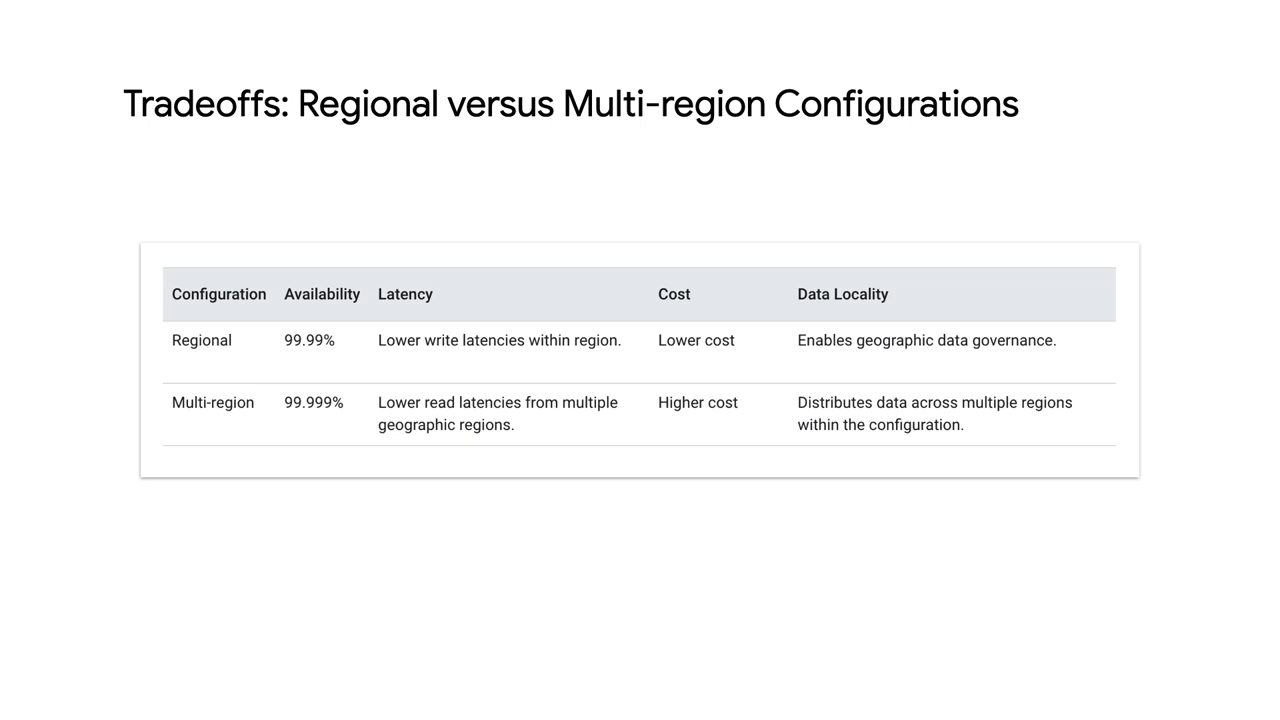 Tradeoffs: Regional versus Multi-region Configurations
Configuration Availability Latency Cost Data Locality
Regional 99.99% Lower write latencies within region. Lower cost Enables geographic data governance.
Multi-region 99.999% Lower read latencies from multiple Higher cost Distributes data across multiple regions
geographic regions. within the configuration.